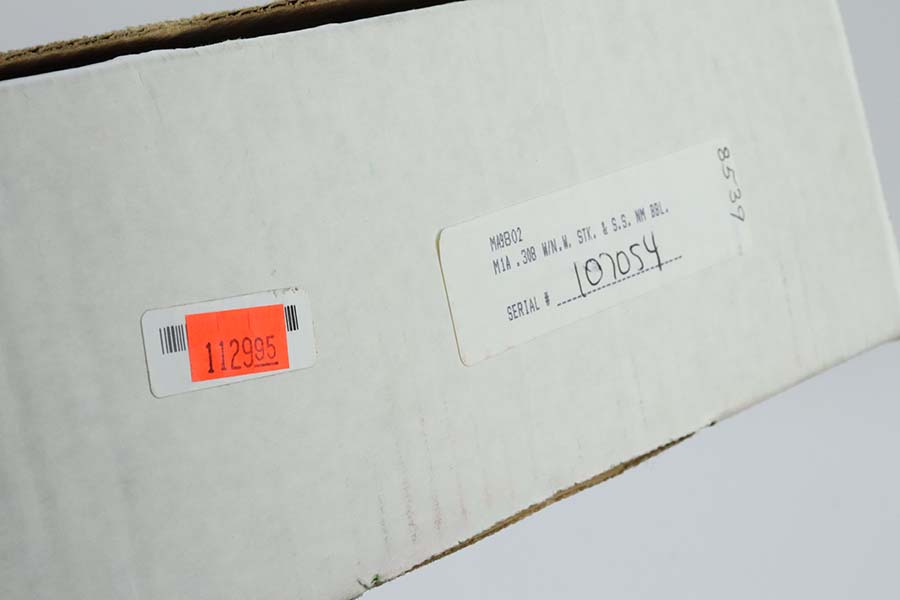 MA9802
M1A .308 W/N.W. STK. & S.S. NM BBL.
SERIAL # 107054
8539
112995